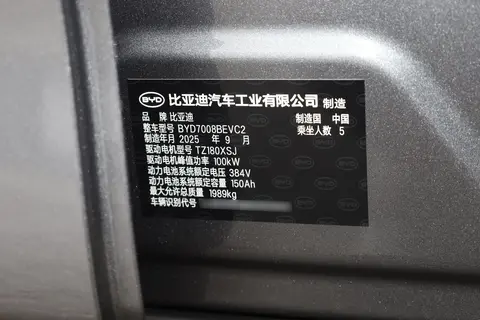 BYD 比亚迪汽车工业有限公司 制造
品 牌 比亚迪 制造国 中国
整车型号 BYD7008BEVC2 乘坐人数 5
制造年月 2025 年 9 月
驱动电机型号 TZ180XSJ
驱动电机峰值功率 100kW
动力电池系统额定电压 384V
动力电池系统额定容量 150Ah
最大允许总质量 1989kg
车辆识别代号